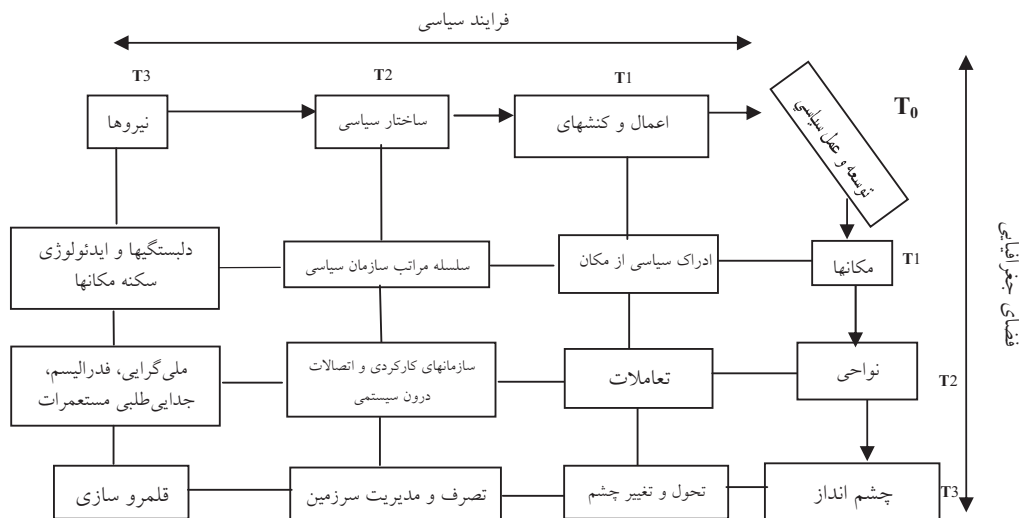 فرایند سیاسی
T1
T2
T3
T0
توسعه و عمل سیاسی
اعمال و کنشهای
ساختار سیاسی
نیروها
فضای جغرافیایی
T1
مکانها
ادراک سیاسی از مکان
سلسله مراتب سازمان سیاسی
دلبستگیها و ایدئولوژی
سکنه مکانها
T2
نواحی
تعاملات
سازمانهای کارکردی و اتصالات
درون سیستمی
ملی‌گرایی، فدرالیسم،
جدایی‌طلبی مستعمرات
T3
چشم انداز
تحول و تغییر چشم
تصرف و مدیریت سرزمین
قلمرو سازی